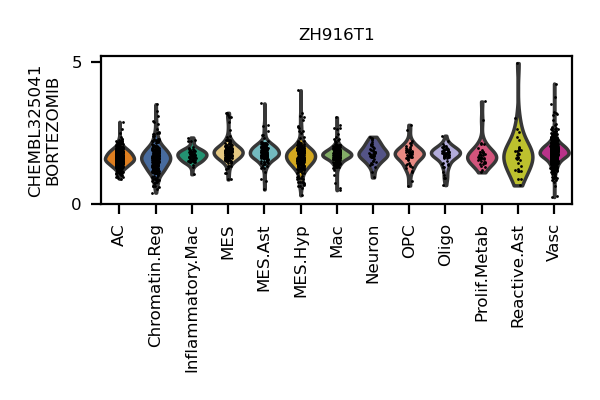 ZH916T1
CHEMBL325041
BORTEZOMIB
5
0
AC
Chromatin.Reg
Inflammatory.Mac
MES
MES.Ast
MES.Hyp
Mac
Neuron
OPC
Oligo
Prolif.Metab
Reactive.Ast
Vasc